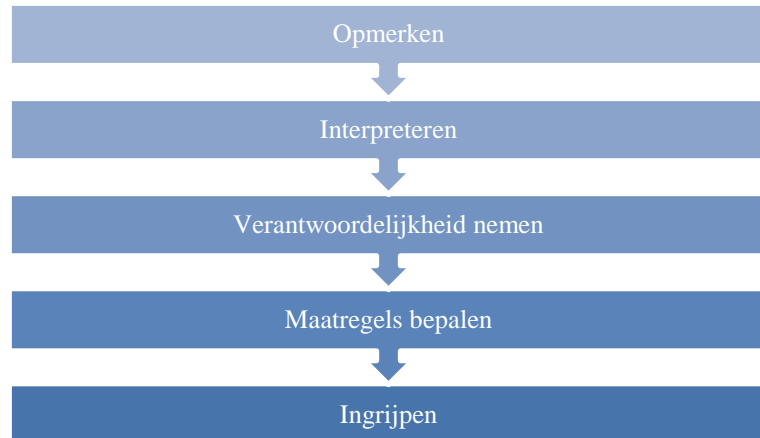 Opmerken
Interpreteren
Verantwoordelijkheid nemen
Maatregels bepalen
Ingrijpen